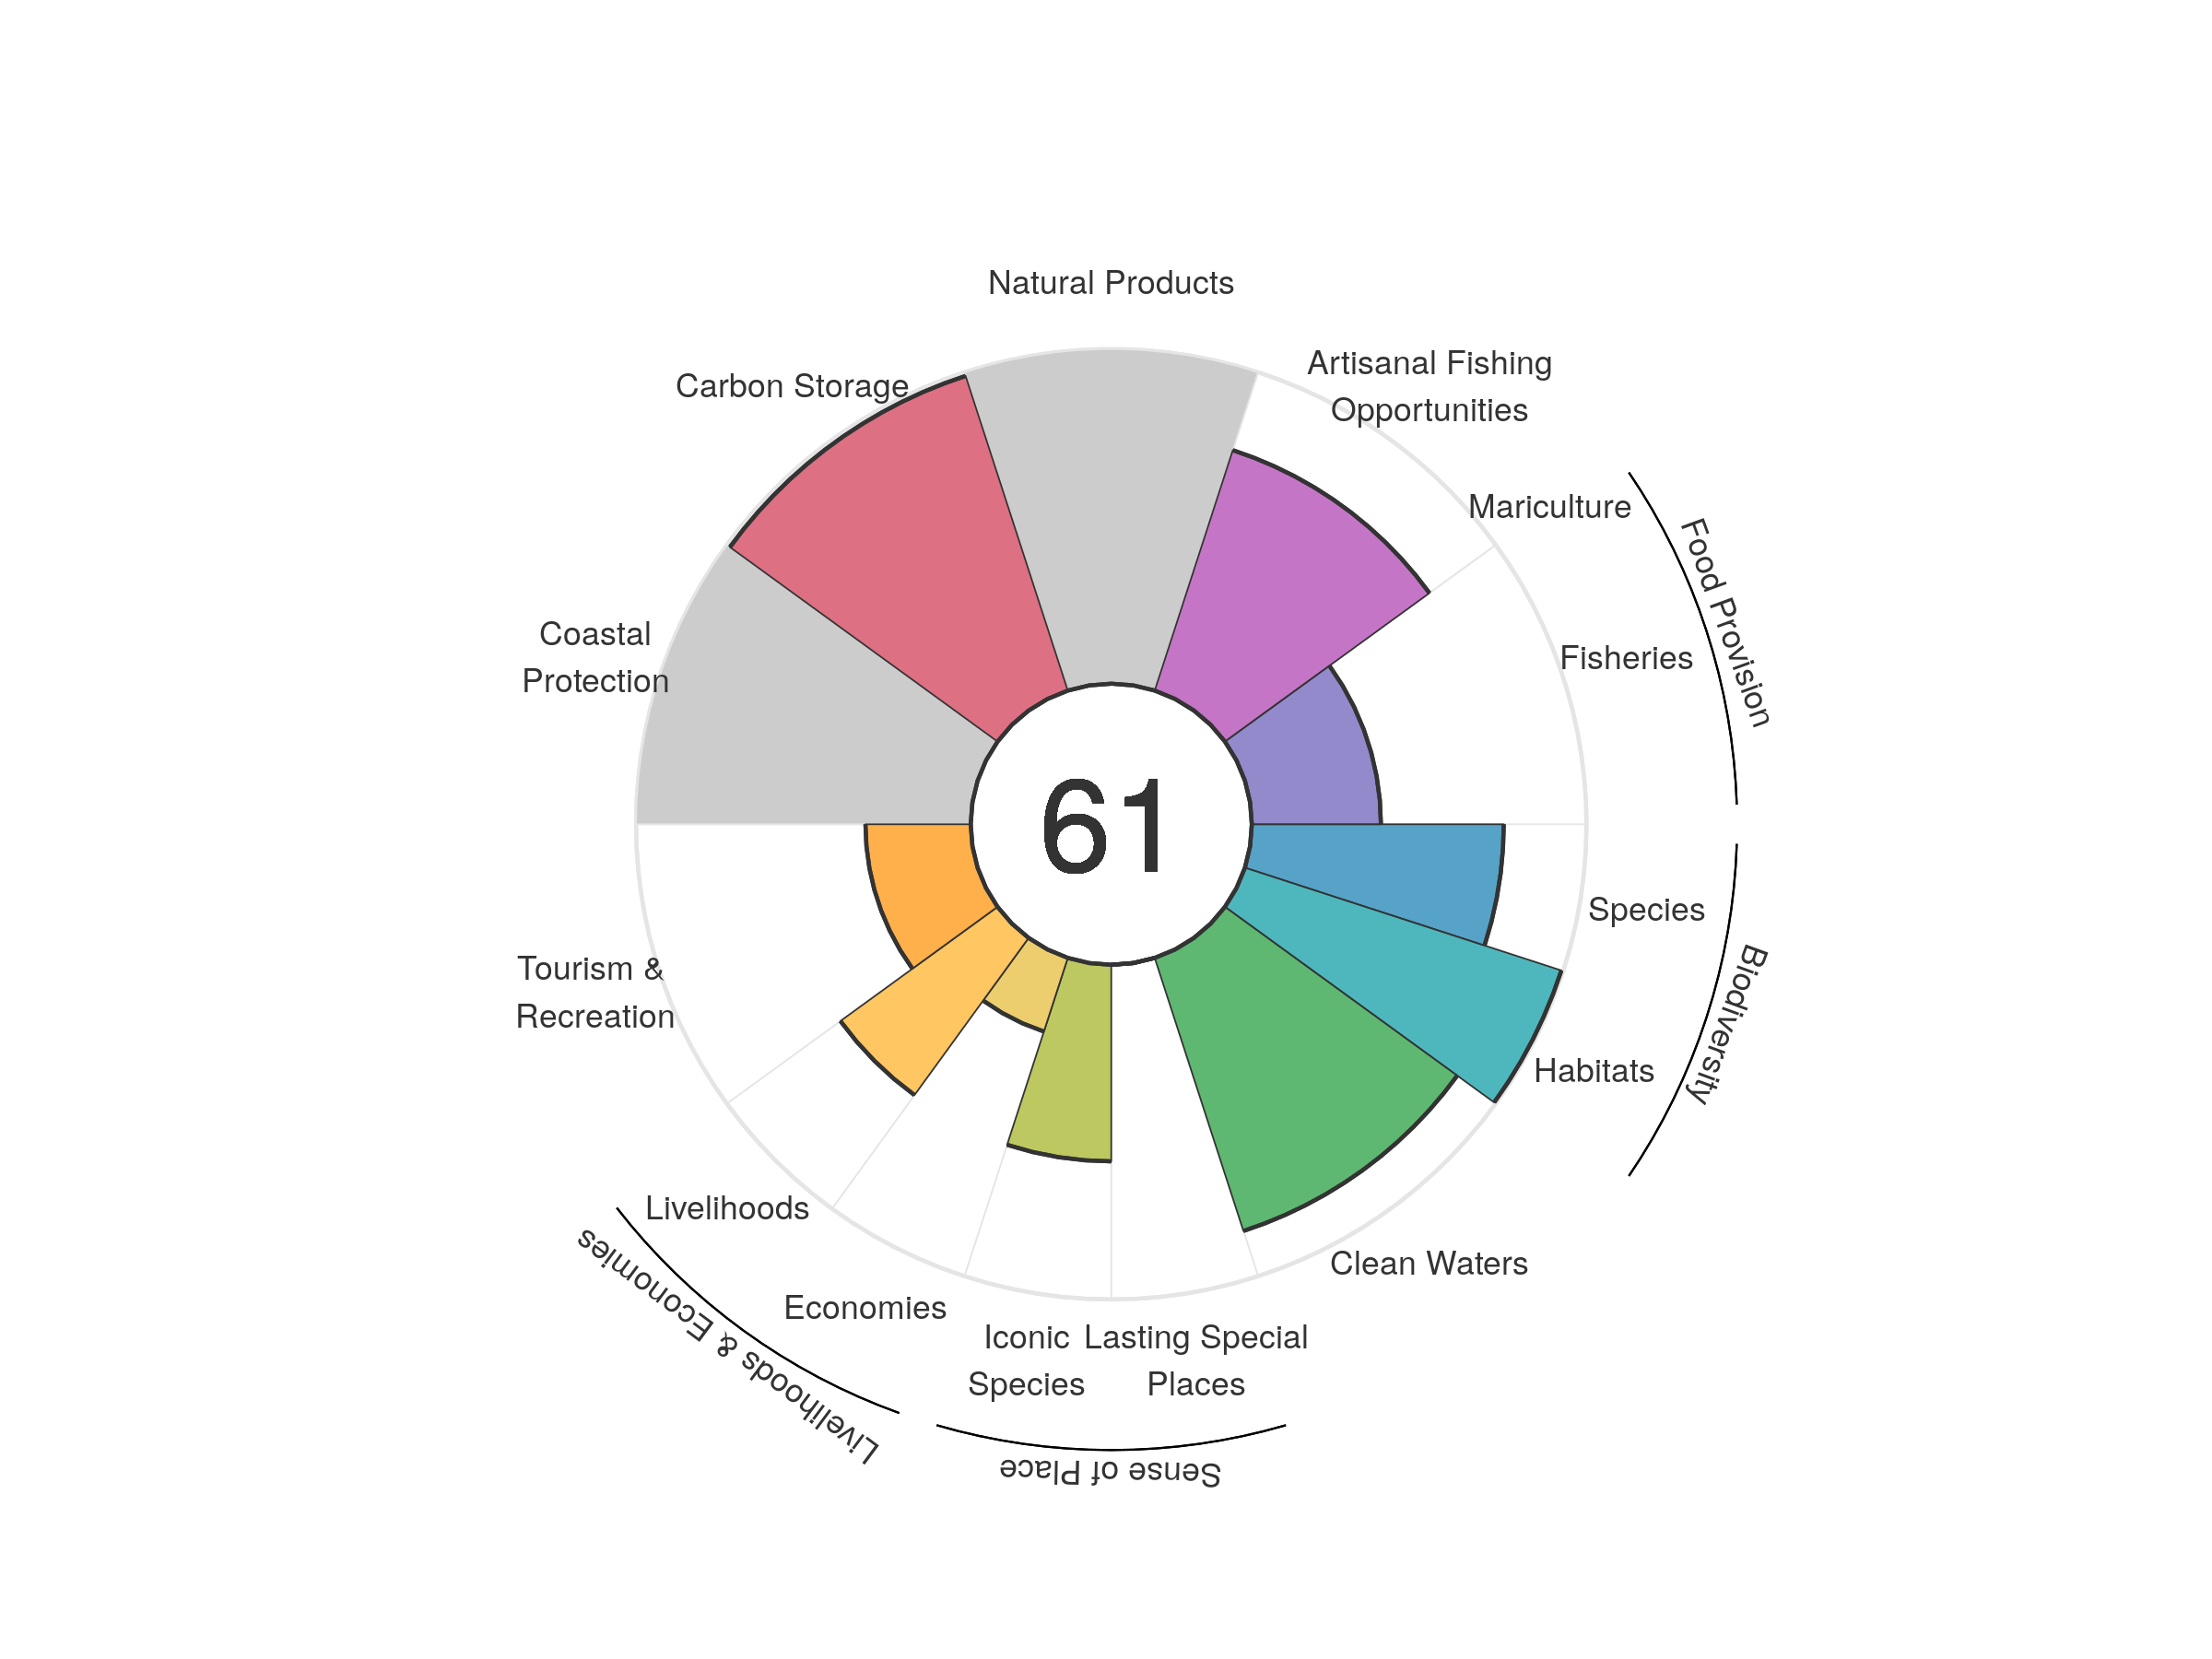 Natural Products
Artisanal Fishing
Opportunities
Carbon Storage
Mariculture
Food Provision
Fisheries
Coastal
Protection
61
Species
Biodiversity
Habitats
Tourism &
Recreation
Livelihoods
Livelihoods & Economies
Clean Waters
Economies
Iconic
Species
Lasting Special
Places
Sense of Place